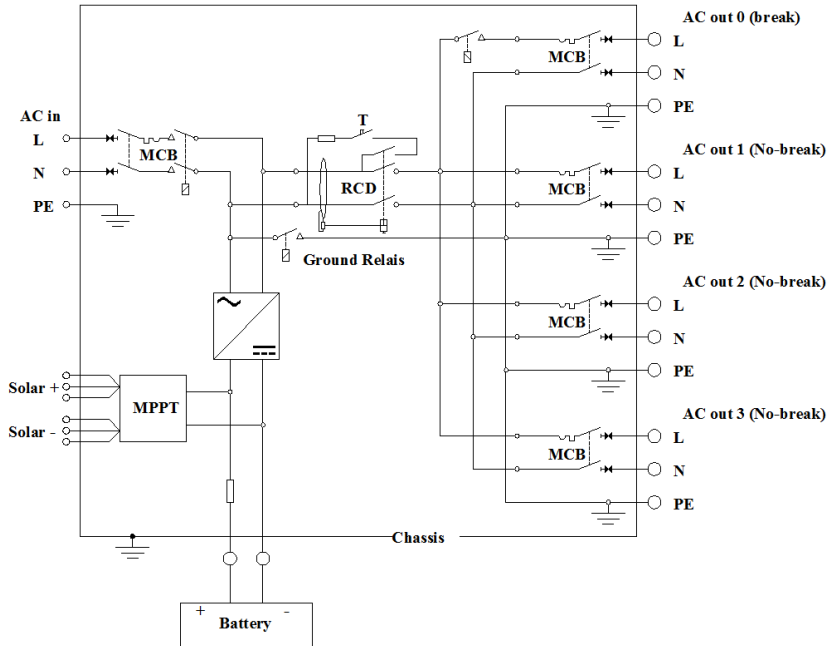 AC out 0 (break)
L
MCB
N
PE
AC in
L
MCB
N
PE
T
RCD
Ground Relais
AC out 1 (No-break)
L
MCB
N
PE
AC out 2 (No-break)
L
MCB
N
PE
Solar +
MPPT
Solar -
AC out 3 (No-break)
L
MCB
N
PE
Chassis
+ -
Battery